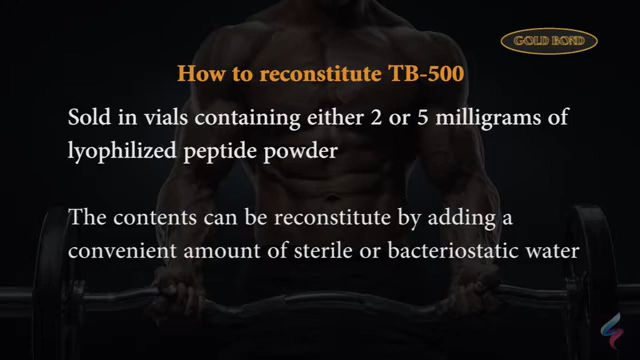 GOLD BOND
How to reconstitute TB-500
Sold in vials containing either 2 or 5 milligrams of
lyophilized peptide powder
The contents can be reconstitute by adding a
convenient amount of sterile or bacteriostatic water